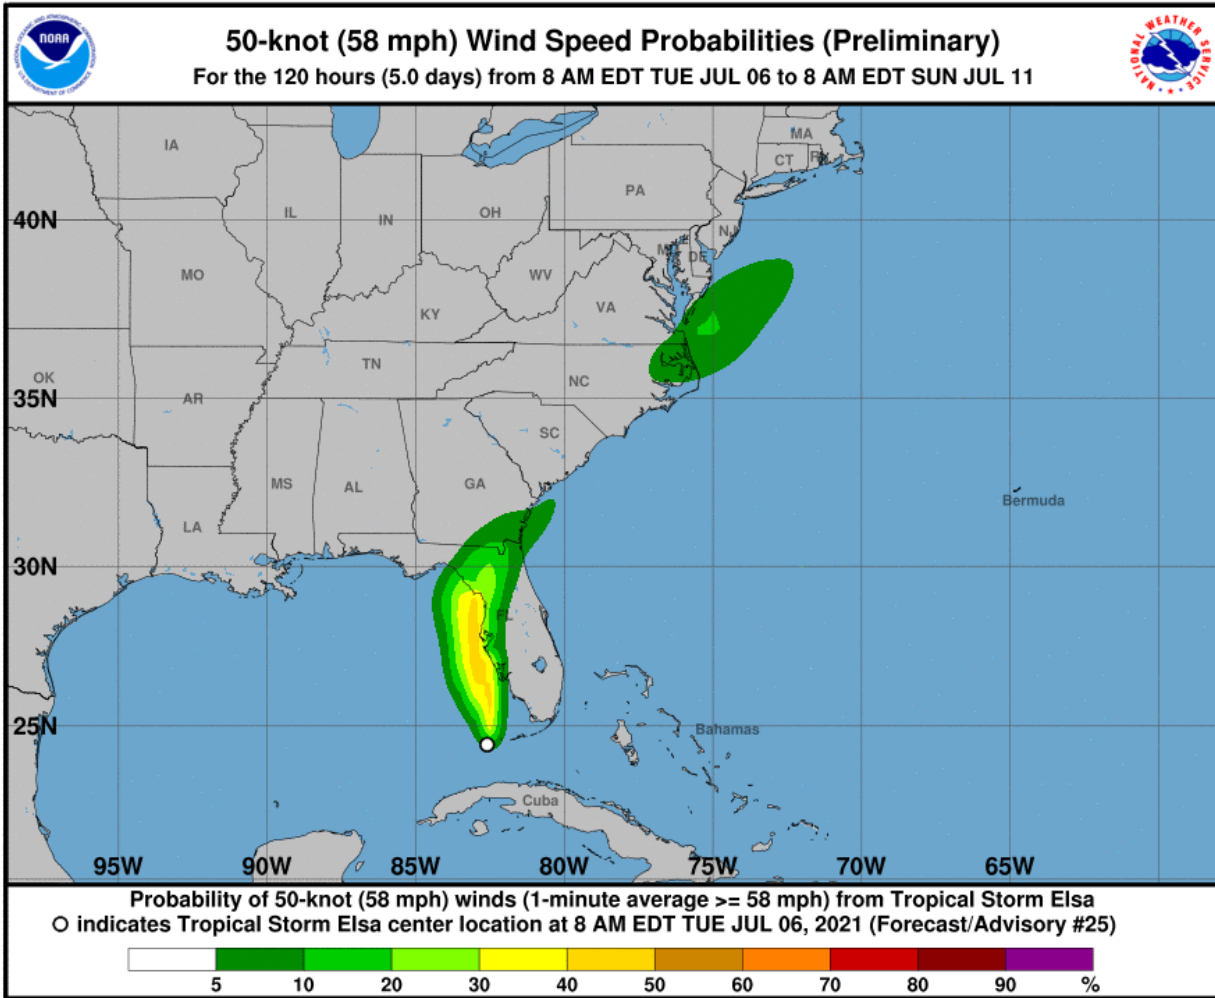 50-knot (58 mph) Wind Speed Probabilities (Preliminary)
For the 120 hours (5.0 days) from 8 AM EDT TUE JUL 06 to 8 AM EDT SUN JUL 11
NOAA
NATIONAL WEATHER SERVICE
IA
MA
CT
PA
IL
IN
OH
40N
NJ
DE
MO
WV
VA
KY
TN
OK
NC
AR
35N
SC
MS
AL
GA
Bermuda
LA
30N
FL
25N
Bahamas
Cuba
95W 90W 85W 80W 75W 70W 65W
Probability of 50-knot (58 mph) winds (1-minute average >= 58 mph) from Tropical Storm Elsa
indicates Tropical Storm Elsa center location at 8 AM EDT TUE JUL 06, 2021 (Forecast/Advisory #25)
5 10 20 30 40 50 60 70 80 90 %